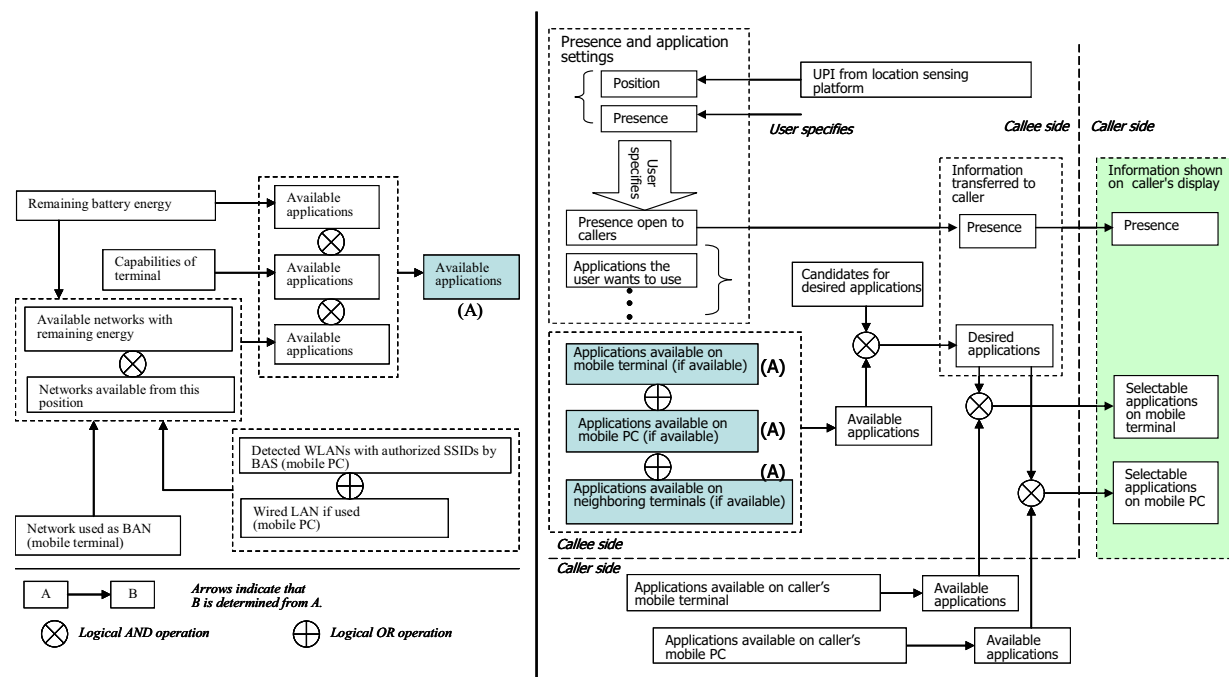 Remaining battery energy
Available
applications
Capabilities of
terminal
Available
applications
Available
applications
(A)
Available networks with
remaining energy
Available
applications
Networks available from this
position
Detected WLANs with authorized SSIDs by
BAS (mobile PC)
Wired LAN if used
(mobile PC)
Network used as BAN
(mobile terminal)
A
B
Arrows indicate that
B is determined from A.
Logical AND operation
Logical OR operation
Presence and application
settings
Position
UPI from location sensing
platform
Presence
User specifies
Callee side
Caller side
User
specifies
Information
transferred to
caller
Information shown
on caller's display
Presence open to
callers
Presence
Presence
Applications the
user wants to use
Candidates for
desired applications
Applications available on
mobile terminal (if available)
(A)
Desired
applications
Selectable
applications
on mobile
terminal
Applications available on
mobile PC (if available)
(A)
Available
applications
(A)
Applications available on
neighboring terminals (if available)
Selectable
applications
on mobile PC
Callee side
Caller side
Applications available on caller's
mobile terminal
Available
applications
Applications available on caller's
mobile PC
Available
applications